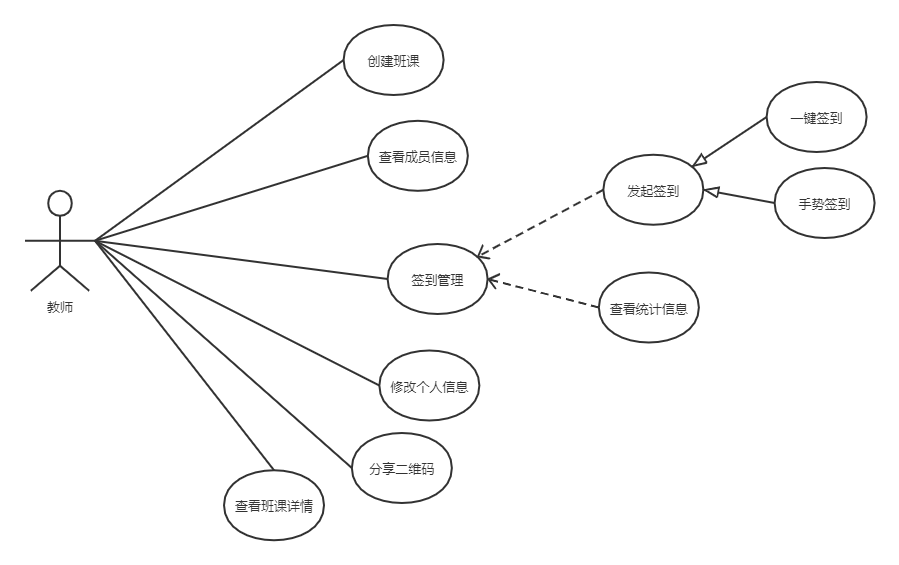 创建班课
查看成员信息
一键签到
发起签到
手势签到
签到管理
教师
查看统计信息
修改个人信息
分享二维码
查看班课详情